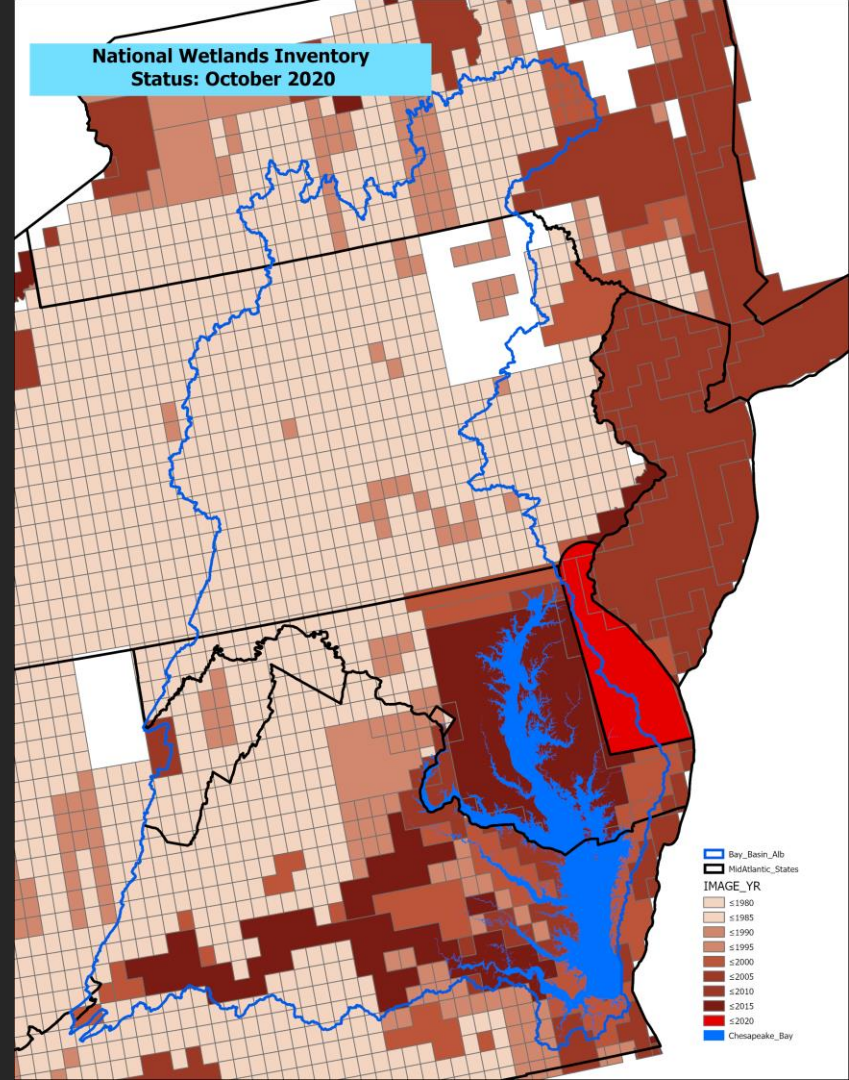 National Wetlands Inventory
Status: October 2020
Bay_Basin_Alb
MidAtlantic_States
IMAGE_YR
≤1980
≤1985
≤1990
≤1995
≤2000
≤2005
≤2010
≤2015
≤2020
Chesapeake_Bay